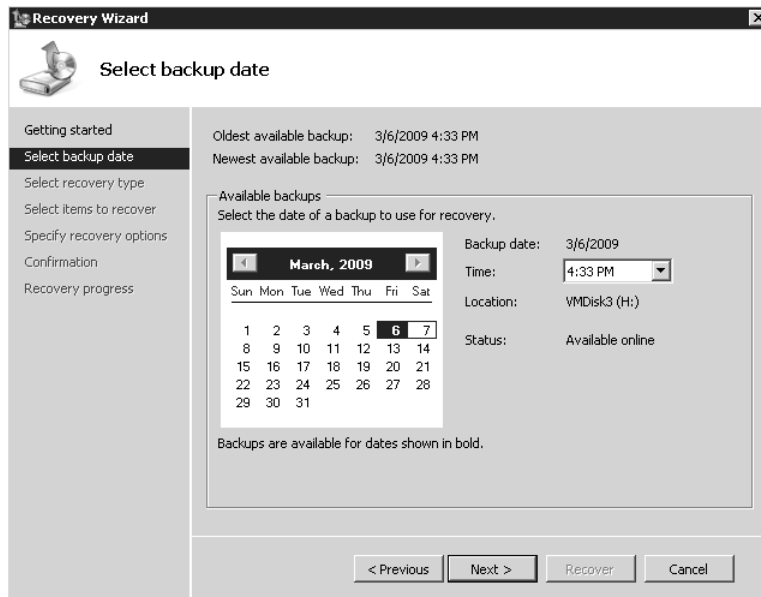 Recovery Wizard
Select backup date
Getting started
Select backup date
Select recovery type
Select items to recover
Specify recovery options
Confirmation
Recovery progress
Oldest available backup: 3/6/2009 4:33 PM
Newest available backup: 3/6/2009 4:33 PM
Available backups
Select the date of a backup to use for recovery.
March, 2009
Sun Mon Tue Wed Thu Fri Sat
1 2 3 4 5 6 7
8 9 10 11 12 13 14
15 16 17 18 19 20 21
22 23 24 25 26 27 28
29 30 31
Backup date: 3/6/2009
Time: 4:33 PM
Location: VMDisk3 (H:)
Status: Available online
Backups are available for dates shown in bold.
< Previous Next > Recover Cancel